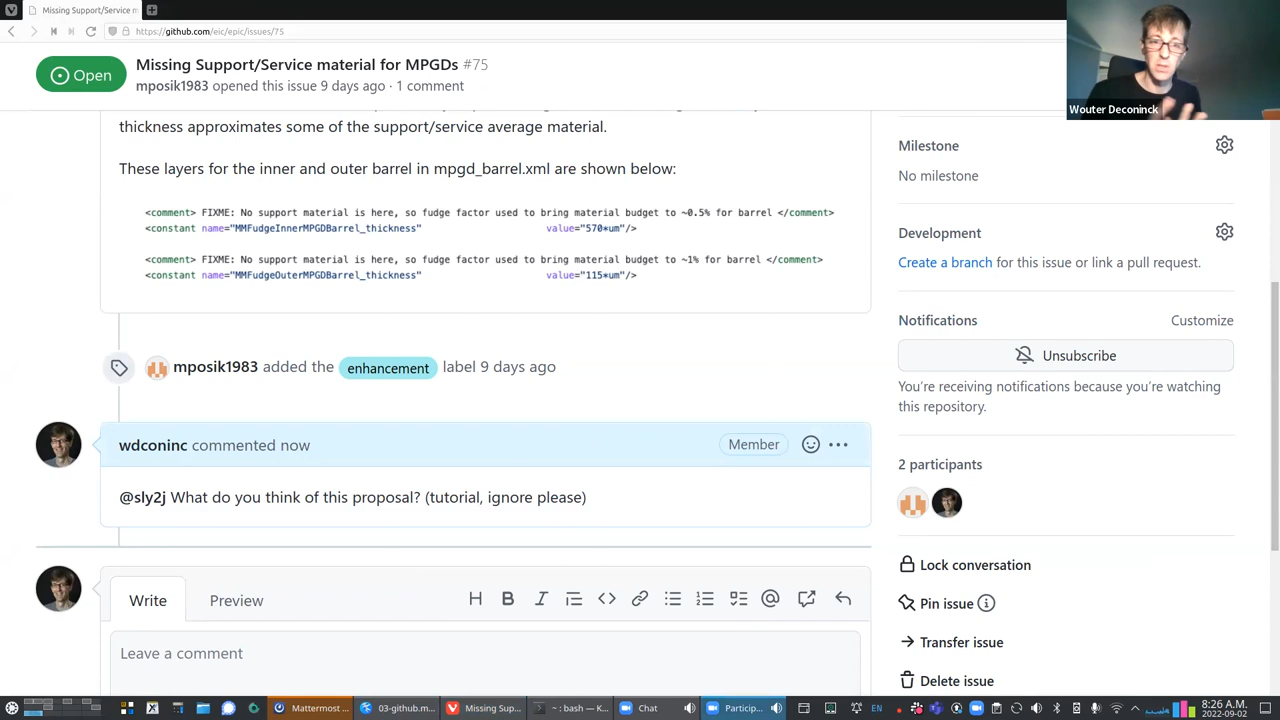 Missing Support/Service m
https://github.com/eic/epic/issues/75
Open
Missing Support/Service material for MPGDs #75
mposik1983 opened this issue 9 days ago · 1 comment
Wouter Deconinck
thickness approximates some of the support/service average material.
These layers for the inner and outer barrel in mpgd_barrel.xml are shown below:
<comment> FIXME: No support material is here, so fudge factor used to bring material budget to ~0.5% for barrel </comment>
<constant name="MMFudgeInnerMPGDBarrel_thickness" value="570*um"/>
<comment> FIXME: No support material is here, so fudge factor used to bring material budget to ~1% for barrel </comment>
<constant name="MMFudgeOuterMPGDBarrel_thickness" value="115*um"/>
mposik1983 added the enhancement label 9 days ago
wdconinc commented now
Member
@sly2j What do you think of this proposal? (tutorial, ignore please)
Write
Preview
Leave a comment
Milestone
No milestone
Development
Create a branch for this issue or link a pull request.
Notifications
Customize
Unsubscribe
You're receiving notifications because you're watching
this repository.
2 participants
Lock conversation
Pin issue
Transfer issue
Delete issue
Mattermost ...
03-github.m...
Missing Sup...
~ : bash — K...
Chat
Particip...
EN
8:26 A.M.
2022-09-02